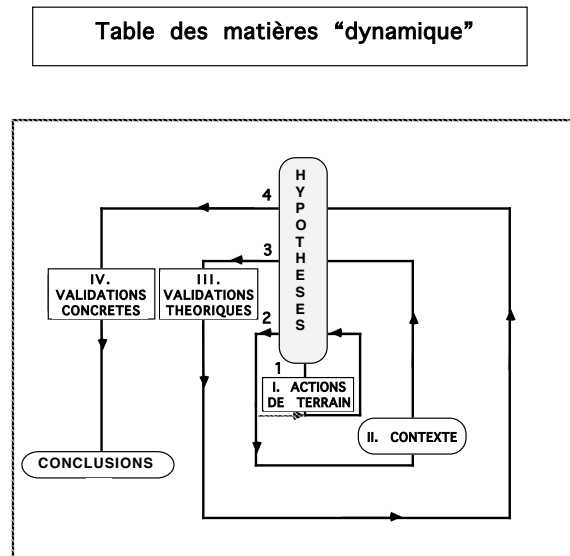 Table des matières “dynamique”
HYPOTHESES
4
3
IV.
VALIDATIONS
CONCRETES
III.
VALIDATIONS
THEORIQUES
2
1
I. ACTIONS
DE TERRAIN
II. CONTEXTE
CONCLUSIONS